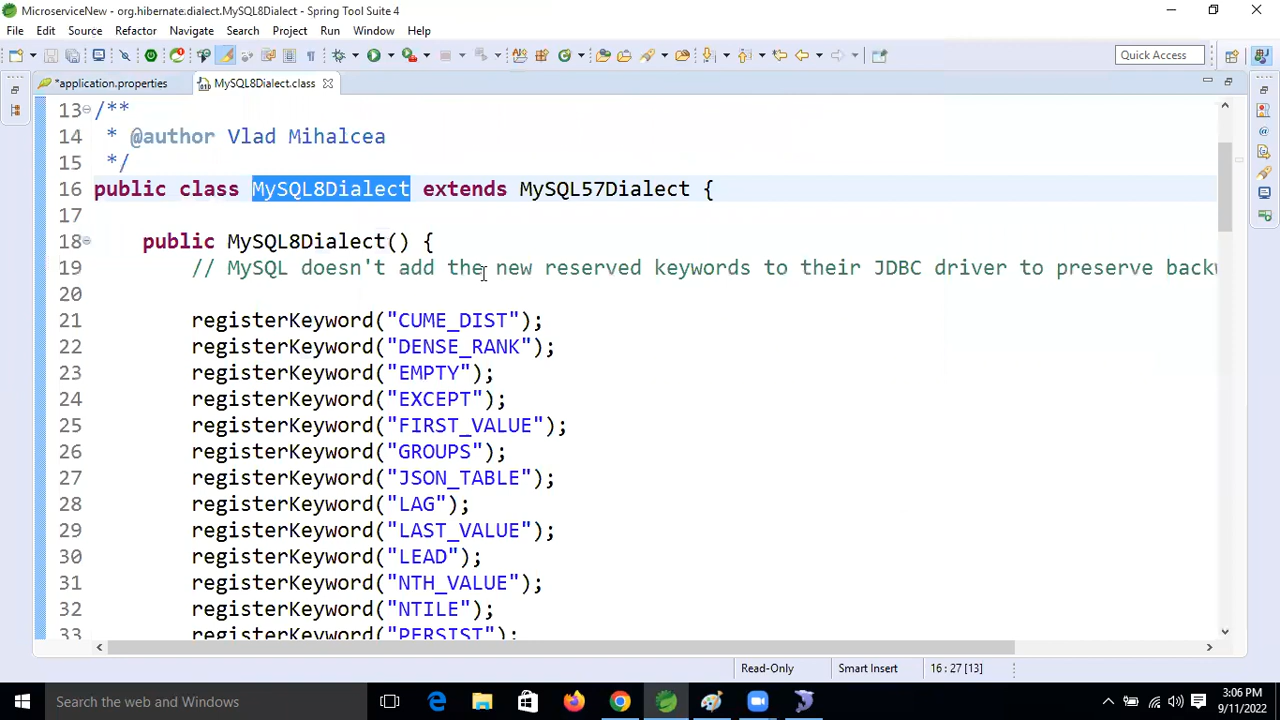 MicroserviceNew - org.hibernate.dialect.MySQL8Dialect - Spring Tool Suite 4
File Edit Source Refactor Navigate Search Project Run Window Help
Quick Access
*application.properties MySQL8Dialect.class
13 /**
14 * @author Vlad Mihalcea
15 */
16 public class MySQL8Dialect extends MySQL57Dialect {
17
18 public MySQL8Dialect() {
19 // MySQL doesn't add the new reserved keywords to their JDBC driver to preserve backw
20
21 registerKeyword("CUME_DIST");
22 registerKeyword("DENSE_RANK");
23 registerKeyword("EMPTY");
24 registerKeyword("EXCEPT");
25 registerKeyword("FIRST_VALUE");
26 registerKeyword("GROUPS");
27 registerKeyword("JSON_TABLE");
28 registerKeyword("LAG");
29 registerKeyword("LAST_VALUE");
30 registerKeyword("LEAD");
31 registerKeyword("NTH_VALUE");
32 registerKeyword("NTILE");
33 registerKeyword("PERSIST");
Read-Only Smart Insert 16 : 27 [13]
Search the web and Windows
3:06 PM
9/11/2022